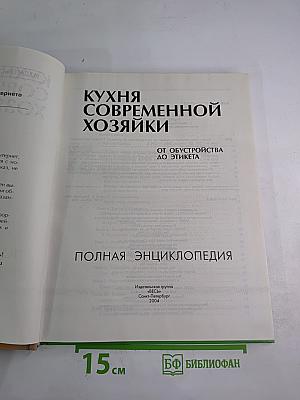 КУХНЯ
СОВРЕМЕННОЙ
ХОЗЯЙКИ
ОТ ОБУСТРОЙСТВА
ДО ЭТИКЕТА
ПОЛНАЯ ЭНЦИКЛОПЕДИЯ
Издательская группа
«ВЕСЬ»
Санкт-Петербург
2004
15 см
БФ БИБЛИОФАН